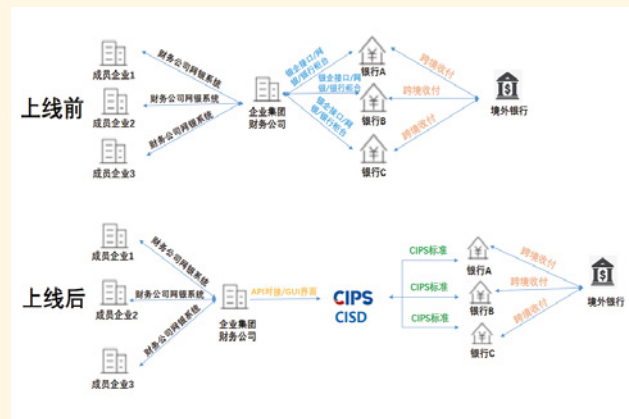 上线前
成员企业1
成员企业2
成员企业3
财务公司网银系统
财务公司网银系统
财务公司网银系统
企业集团
财务公司
银企接口/网
银/银行柜台
银企接口/网
银/银行柜台
银企接口/网
银/银行柜台
银行A
银行B
银行C
跨境收付
跨境收付
跨境收付
境外银行
上线后
成员企业1
成员企业2
成员企业3
财务公司网银系统
财务公司网银系统
财务公司网银系统
企业集团
财务公司
API对接/GUI界面
CIPS
CISD
CIPS标准
CIPS标准
CIPS标准
银行A
银行B
银行C
跨境收付
跨境收付
跨境收付
境外银行